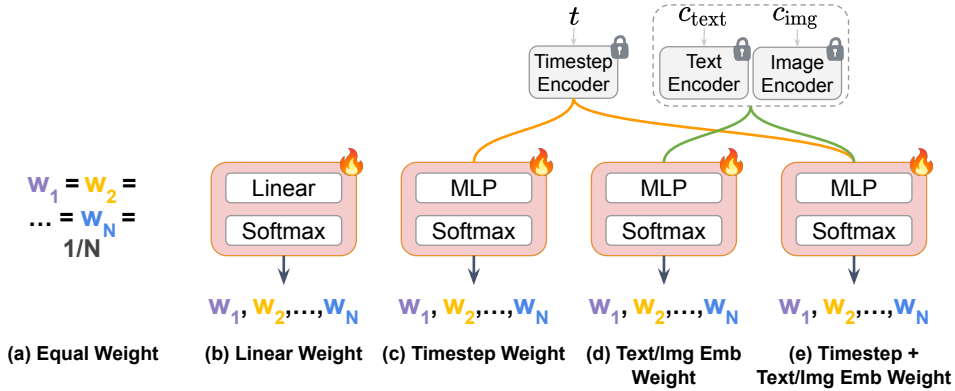 t
c_text
c_img
Timestep
Encoder
Text
Encoder
Image
Encoder
w_1 = w_2 =
... = w_N =
1/N
Linear
Softmax
MLP
Softmax
MLP
Softmax
MLP
Softmax
w_1, w_2,...,w_N
w_1, w_2,...,w_N
w_1, w_2,...,w_N
w_1, w_2,...,w_N
(a) Equal Weight
(b) Linear Weight
(c) Timestep Weight
(d) Text/Img Emb
Weight
(e) Timestep +
Text/Img Emb Weight